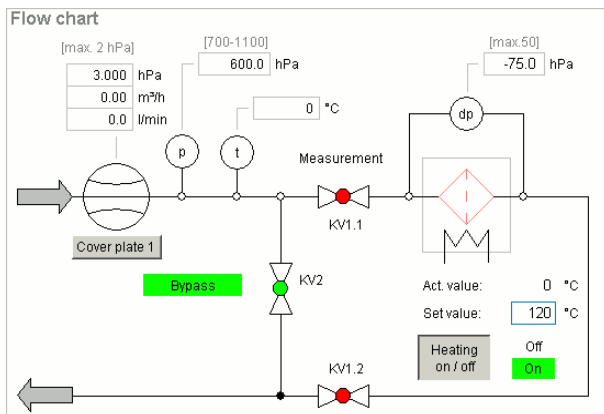 Flow chart
[max. 2 hPa]
[700-1100]
[max.50]
3.000 hPa
600.0 hPa
-75.0 hPa
0.00 m³/h
0.0 l/min
0 °C
dp
p
t
Measurement
KV1.1
Cover plate 1
Bypass
KV2
Act. value: 0 °C
Set value: 120 °C
Heating
on / off
Off
On
KV1.2